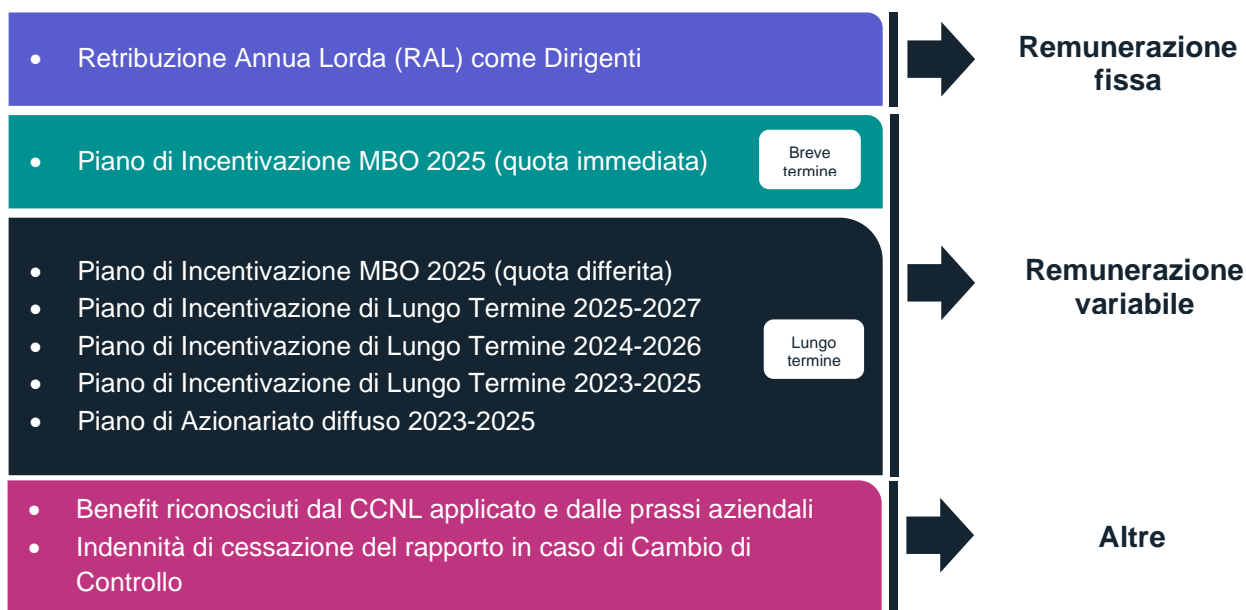 • Retribuzione Annua Lorda (RAL) come Dirigenti
Remunerazione
fissa
• Piano di Incentivazione MBO 2025 (quota immediata)
Breve
termine
• Piano di Incentivazione MBO 2025 (quota differita)
• Piano di Incentivazione di Lungo Termine 2025-2027
• Piano di Incentivazione di Lungo Termine 2024-2026
• Piano di Incentivazione di Lungo Termine 2023-2025
• Piano di Azionariato diffuso 2023-2025
Lungo
termine
Remunerazione
variabile
• Benefit riconosciuti dal CCNL applicato e dalle prassi aziendali
• Indennità di cessazione del rapporto in caso di Cambio di
Controllo
Altre